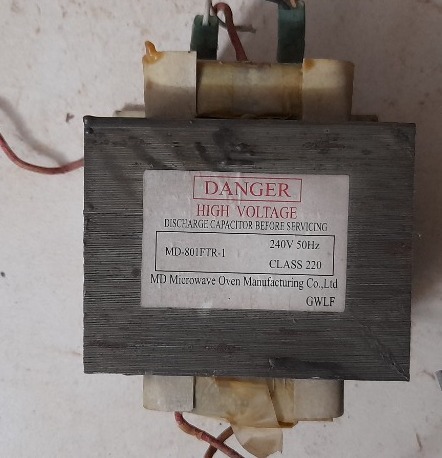 DANGER
HIGH VOLTAGE
DISCHARGE CAPACITOR BEFORE SERVICING
MD-801FTR-1
240V 50Hz
CLASS 220
MD Microwave Oven Manufacturing Co.,Ltd
GWLF